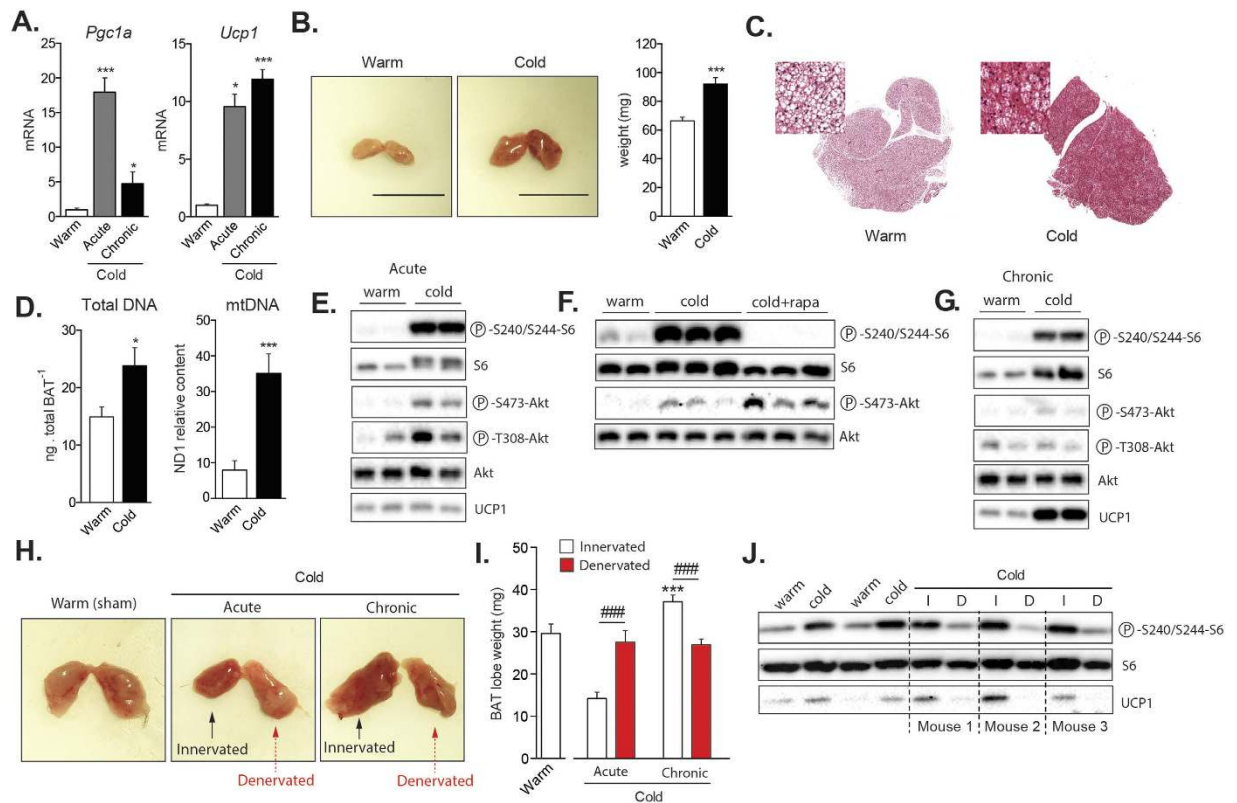 A.
Pgc1a
mRNA
20
15
10
5
0
Warm
Acute
Chronic
Cold
***
*
Ucp1
mRNA
15
10
5
0
Warm
Acute
Chronic
Cold
*
***
B.
Warm
Cold
weight (mg)
120
100
80
60
40
20
0
Warm
Cold
***
C.
Warm
Cold
D.
Total DNA
ng . total BAT⁻¹
30
15
0
Warm
Cold
*
mtDNA
ND1 relative content
50
40
30
20
10
0
Warm
Cold
***
E.
Acute
warm cold
Ⓟ-S240/S244-S6
S6
Ⓟ-S473-Akt
Ⓟ-T308-Akt
Akt
UCP1
F.
warm cold cold+rapa
Ⓟ-S240/S244-S6
S6
Ⓟ-S473-Akt
Akt
G.
Chronic
warm cold
Ⓟ-S240/S244-S6
S6
Ⓟ-S473-Akt
Ⓟ-T308-Akt
Akt
UCP1
H.
Cold
Warm (sham) Acute Chronic
Innervated
Denervated
Innervated
Denervated
I.
Innervated
Denervated
BAT lobe weight (mg)
50
40
30
20
10
0
###
***
###
Warm
Acute Chronic
Cold
J.
Cold
warm cold warm cold I D I D I D
Ⓟ-S240/S244-S6
S6
UCP1
Mouse 1 Mouse 2 Mouse 3